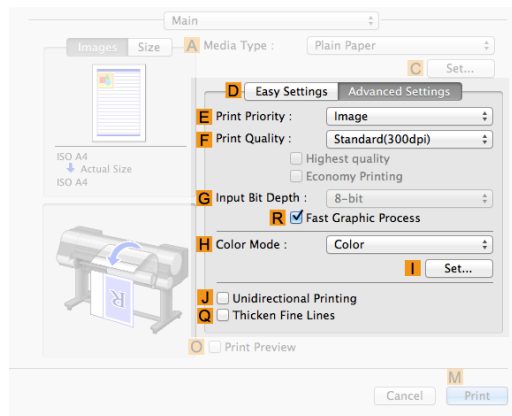 Main
Images Size A Media Type : Plain Paper
C Set...
D Easy Settings Advanced Settings
E Print Priority : Image
F Print Quality : Standard(300dpi)
Highest quality
Economy Printing
ISO A4
Actual Size
ISO A4
G Input Bit Depth : 8-bit
R Fast Graphic Process
H Color Mode : Color
I Set...
J Unidirectional Printing
Q Thicken Fine Lines
O Print Preview
M
Cancel Print
R